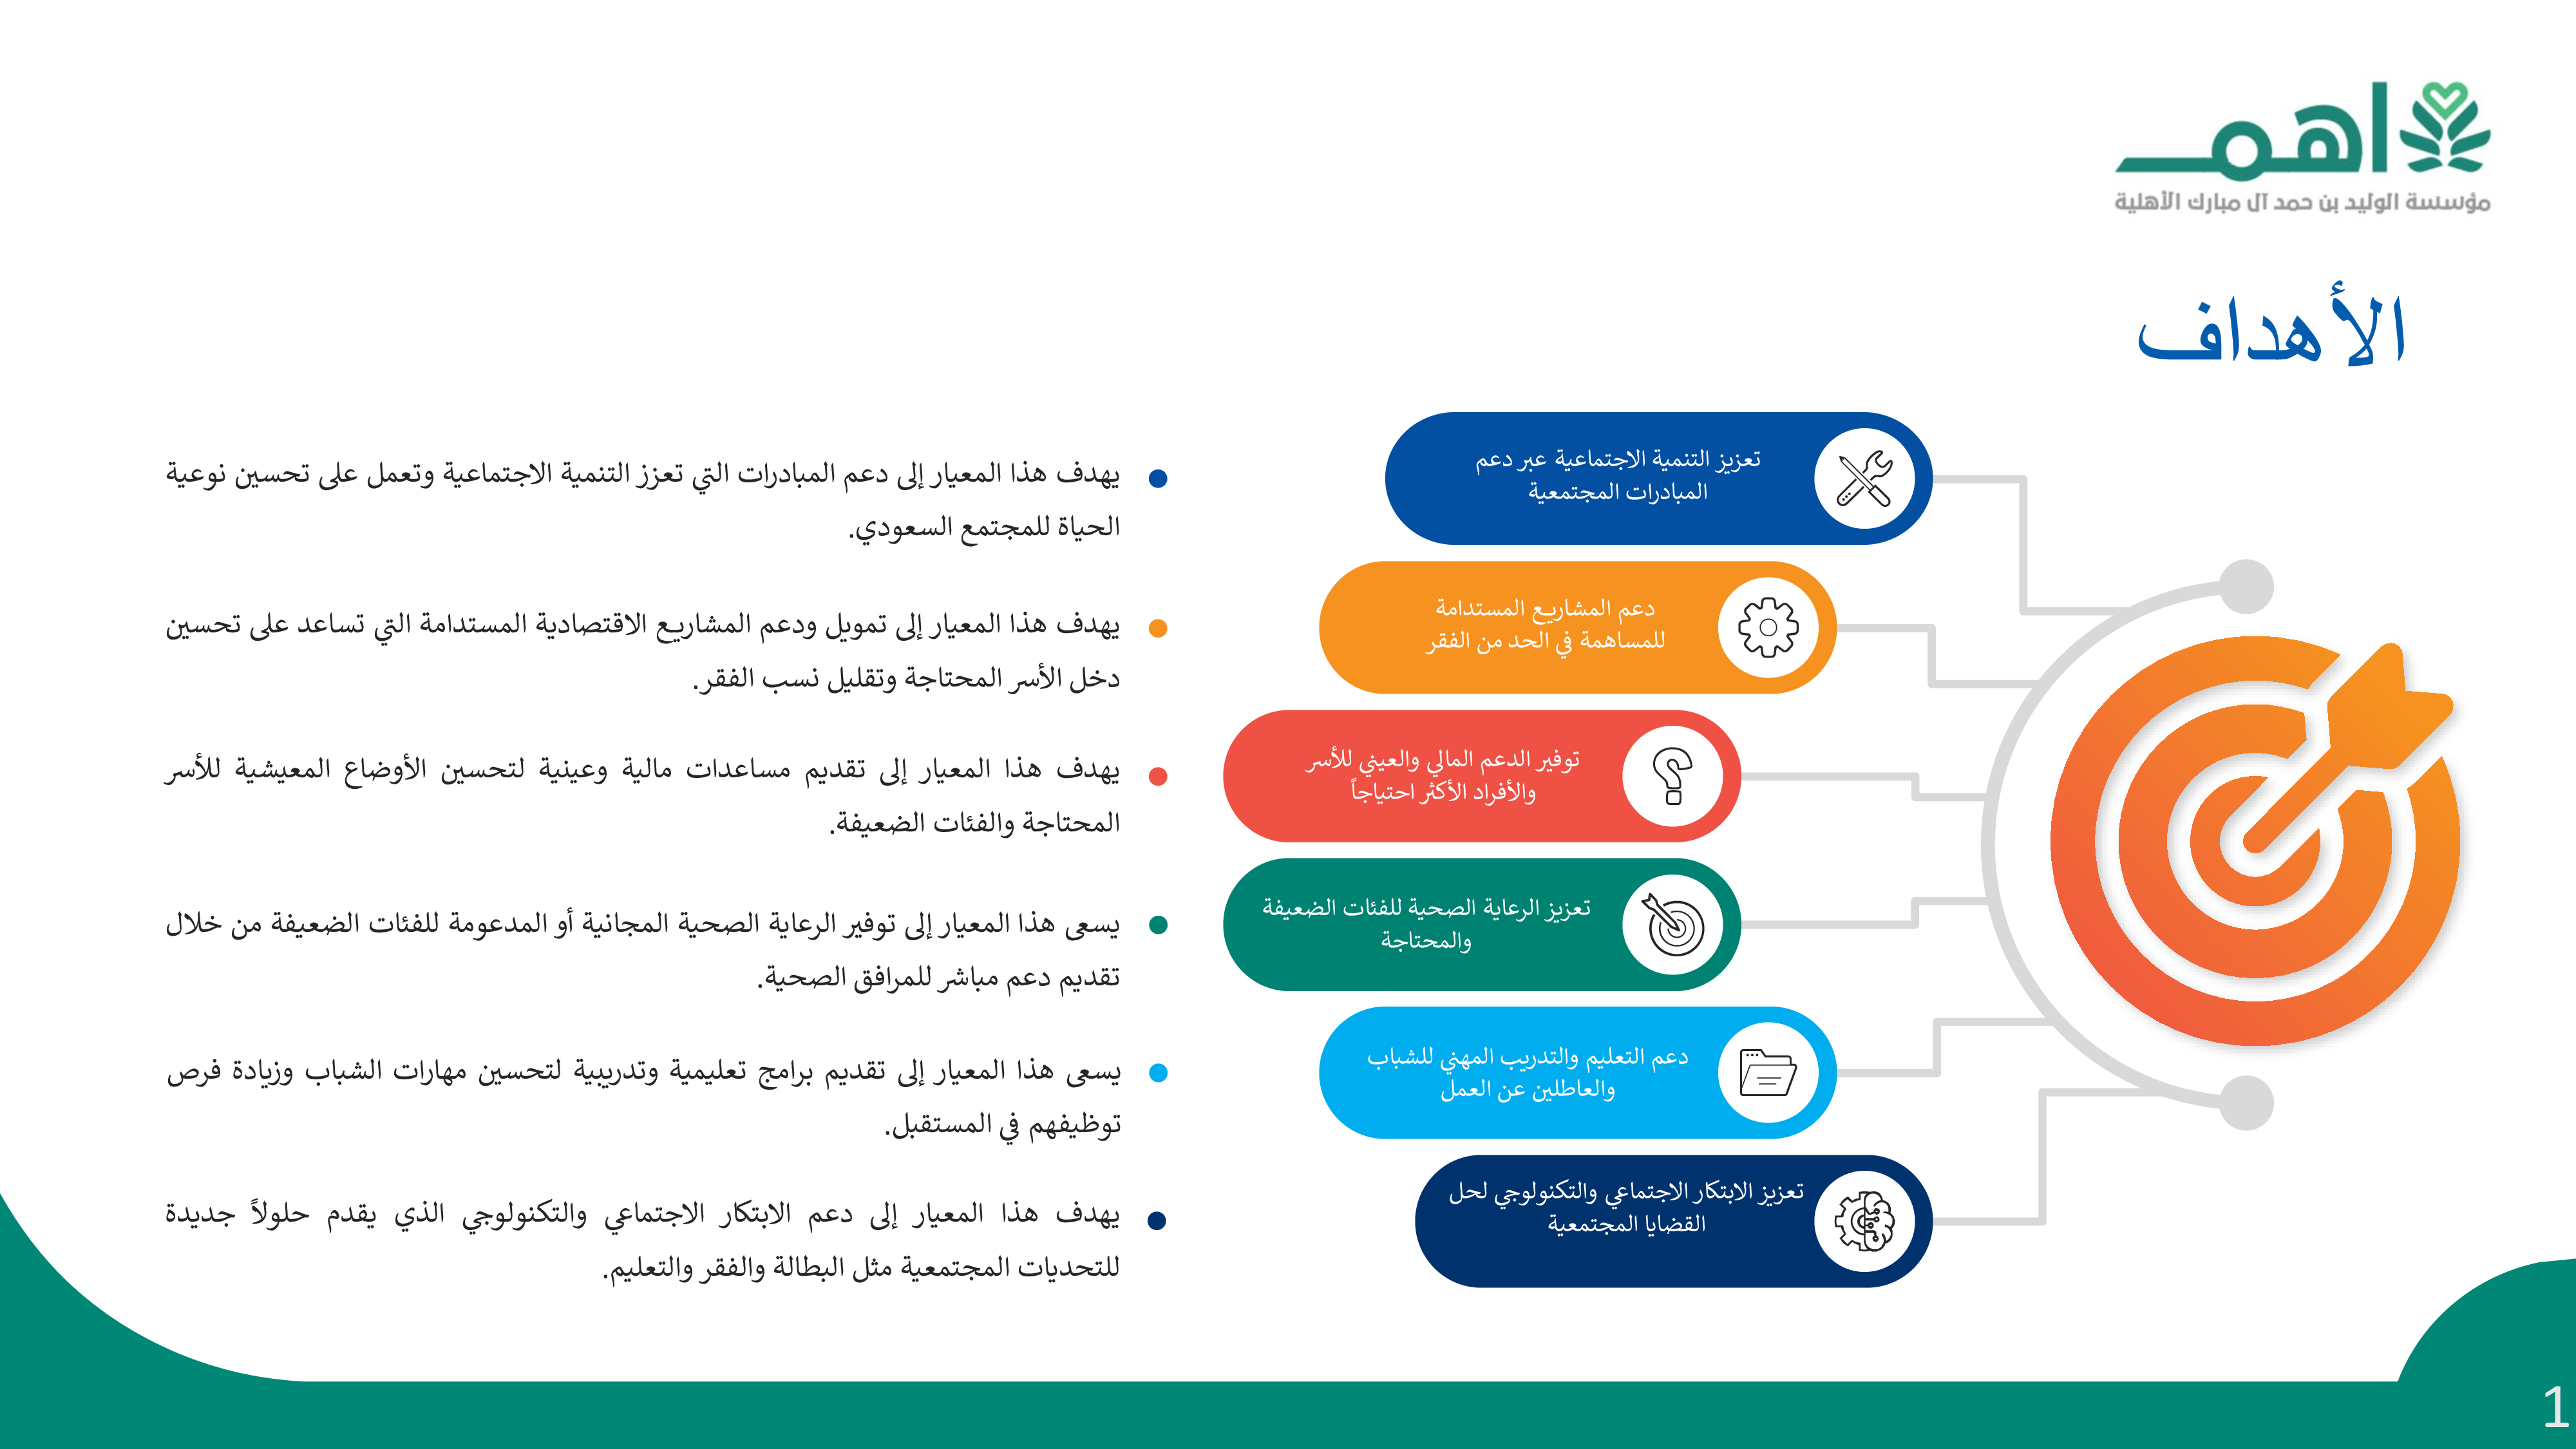 اهم
مؤسسة الوليد بن حمد آل مبارك الأهلية
الأهداف
تعزيز التنمية الاجتماعية عبر دعم
المبادرات المجتمعية
يهدف هذا المعيار إلى دعم المبادرات التي تعزز التنمية الاجتماعية وتعمل على تحسين نوعية
الحياة للمجتمع السعودي.
دعم المشاريع المستدامة
للمساهمة في الحد من الفقر
يهدف هذا المعيار إلى تمويل ودعم المشاريع الاقتصادية المستدامة التي تساعد على تحسين
دخل الأسر المحتاجة وتقليل نسب الفقر.
توفير الدعم المالي والعيني للأسر
والأفراد الأكثر احتياجاً
يهدف هذا المعيار إلى تقديم مساعدات مالية وعينية لتحسين الأوضاع المعيشية للأسر
المحتاجة والفئات الضعيفة.
تعزيز الرعاية الصحية للفئات الضعيفة
والمحتاجة
يسعى هذا المعيار إلى توفير الرعاية الصحية المجانية أو المدعومة للفئات الضعيفة من خلال
تقديم دعم مباشر للمرافق الصحية.
دعم التعليم والتدريب المهني للشباب
والعاطلين عن العمل
يسعى هذا المعيار إلى تقديم برامج تعليمية وتدريبية لتحسين مهارات الشباب وزيادة فرص
توظيفهم في المستقبل.
تعزيز الابتكار الاجتماعي والتكنولوجي لحل
القضايا المجتمعية
يهدف هذا المعيار إلى دعم الابتكار الاجتماعي والتكنولوجي الذي يقدم حلولاً جديدة
للتحديات المجتمعية مثل البطالة والفقر والتعليم.
1